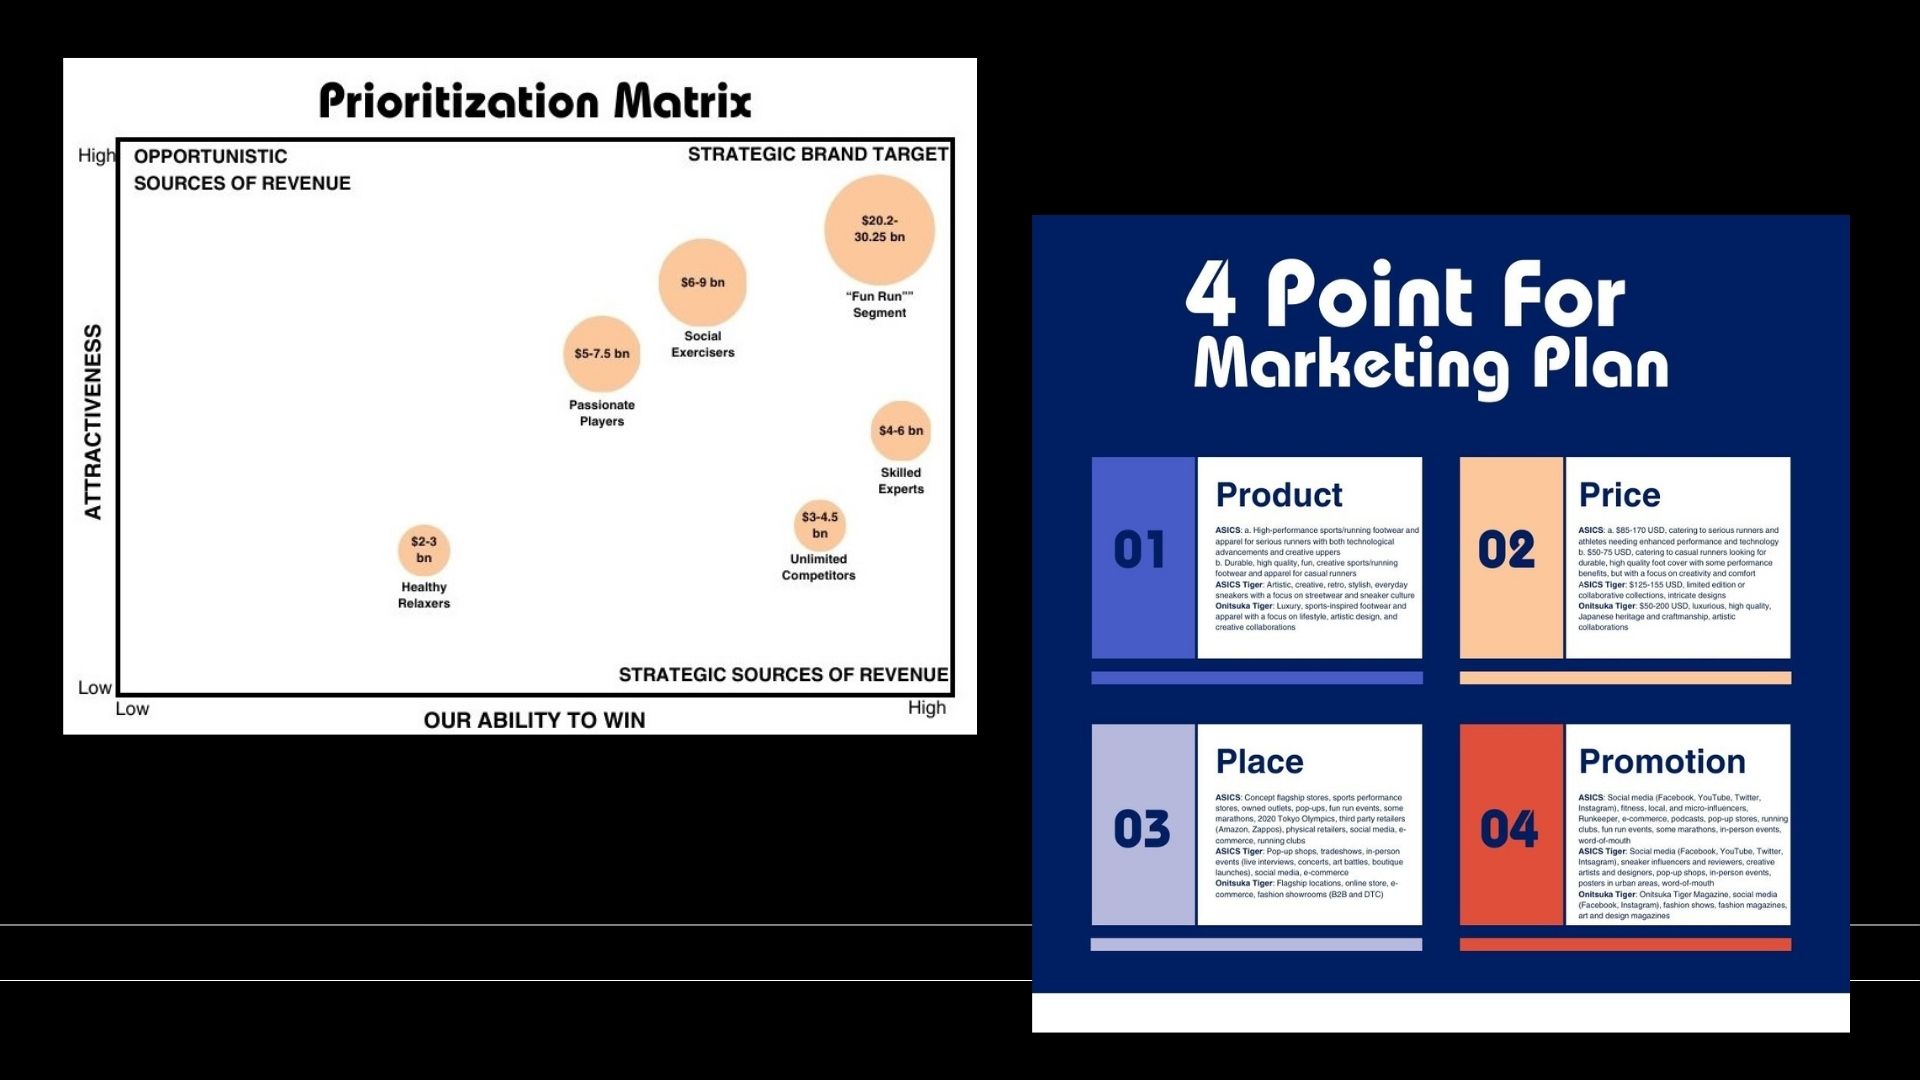 Prioritization Matrix
High
OPPORTUNISTIC
SOURCES OF REVENUE
STRATEGIC BRAND TARGET
$20.2-
30.25 bn
“Fun Run””
Segment
$6-9 bn
Social
Exercisers
$5-7.5 bn
Passionate
Players
$4-6 bn
Skilled
Experts
$3-4.5
bn
Unlimited
Competitors
$2-3
bn
Healthy
Relaxers
ATTRACTIVENESS
STRATEGIC SOURCES OF REVENUE
Low
Low
OUR ABILITY TO WIN
High
4 Point For
Marketing Plan
01
Product
ASICS: a. High-performance sports/running footwear and
apparel for serious runners with both technological
advancements and creative uppers
b. Durable, high quality, fun, creative sports/running
footwear and apparel for casual runners
ASICS Tiger: Artistic, creative, retro, stylish, everyday
sneakers with a focus on streetwear and sneaker culture
Onitsuka Tiger: Luxury, sports-inspired footwear and
apparel with a focus on lifestyle, artistic design, and
creative collaborations
02
Price
ASICS: a. $85-170 USD, catering to serious runners and
athletes needing enhanced performance and technology
b. $50-75 USD, catering to casual runners looking for
durable, high quality foot cover with some performance
benefits, but with a focus on creativity and comfort
ASICS Tiger: $125-155 USD, limited edition or
collaborative collections, intricate designs
Onitsuka Tiger: $50-200 USD, luxurious, high quality,
Japanese heritage and craftmanship, artistic
collaborations
03
Place
ASICS: Concept flagship stores, sports performance
stores, owned outlets, pop-ups, fun run events, some
marathons, 2020 Tokyo Olympics, third party retailers
(Amazon, Zappos), physical retailers, social media, e-
commerce, running clubs
ASICS Tiger: Pop-up shops, tradeshows, in-person
events (live interviews, concerts, art battles, boutique
launches), social media, e-commerce
Onitsuka Tiger: Flagship locations, online store, e-
commerce, fashion showrooms (B2B and DTC)
04
Promotion
ASICS: Social media (Facebook, YouTube, Twitter,
Instagram), fitness, local, and micro-influencers,
Runkeeper, e-commerce, podcasts, pop-up stores, running
clubs, fun run events, some marathons, in-person events,
word-of-mouth
ASICS Tiger: Social media (Facebook, YouTube, Twitter,
Intsagram), sneaker influencers and reviewers, creative
artists and designers, pop-up shops, in-person events,
posters in urban areas, word-of-mouth
Onitsuka Tiger: Onitsuka Tiger Magazine, social media
(Facebook, Instagram), fashion shows, fashion magazines,
art and design magazines